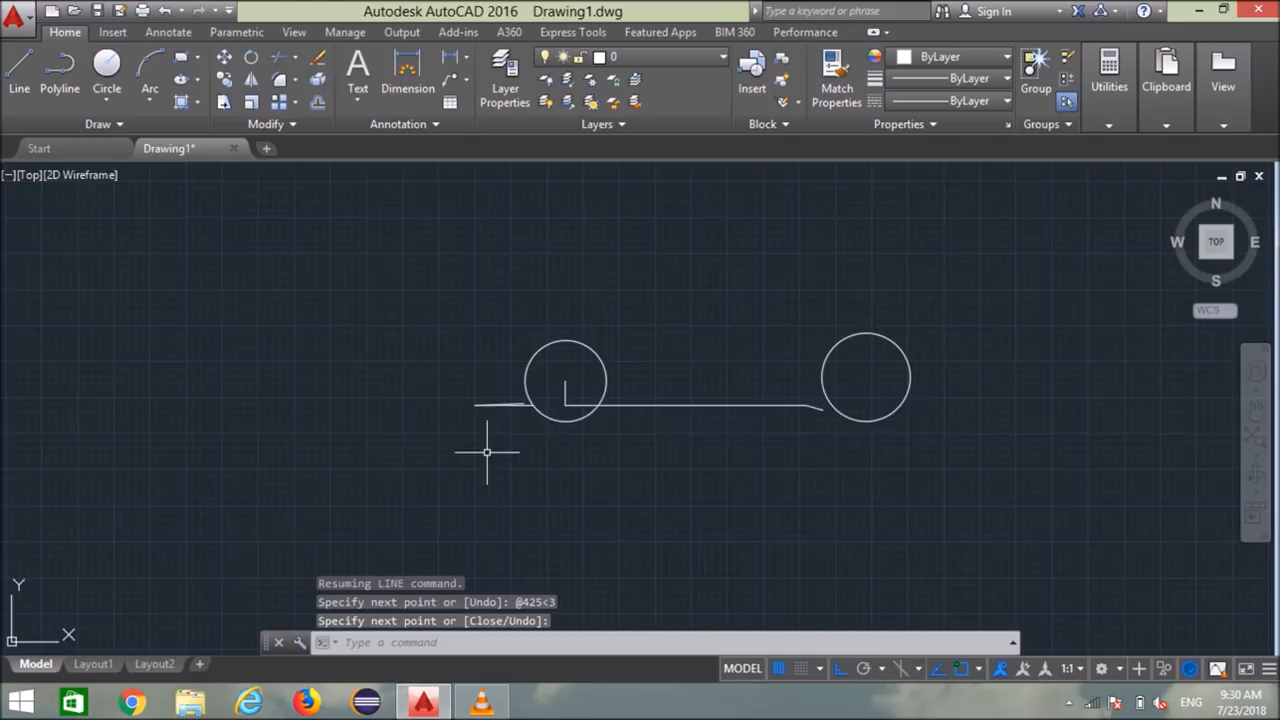 Autodesk AutoCAD 2016 Drawing1.dwg
Type a keyword or phrase
Sign In
Home Insert Annotate Parametric View Manage Output Add-ins A360 Express Tools Featured Apps BIM 360 Performance
0
ByLayer
ByLayer
ByLayer
Line Polyline Circle Arc
Text Dimension
Layer Properties
Insert
Match Properties
Group
Utilities
Clipboard
View
Draw Modify Annotation Layers Block Properties Groups
Start Drawing1*
[−][Top][2D Wireframe]
N
W TOP E
S
WCS
Y
X
Resuming LINE command.
Specify next point or [Undo]: @425<3
Specify next point or [Close/Undo]:
Type a command
Model Layout1 Layout2
MODEL
1:1
ENG
9:30 AM
7/23/2018